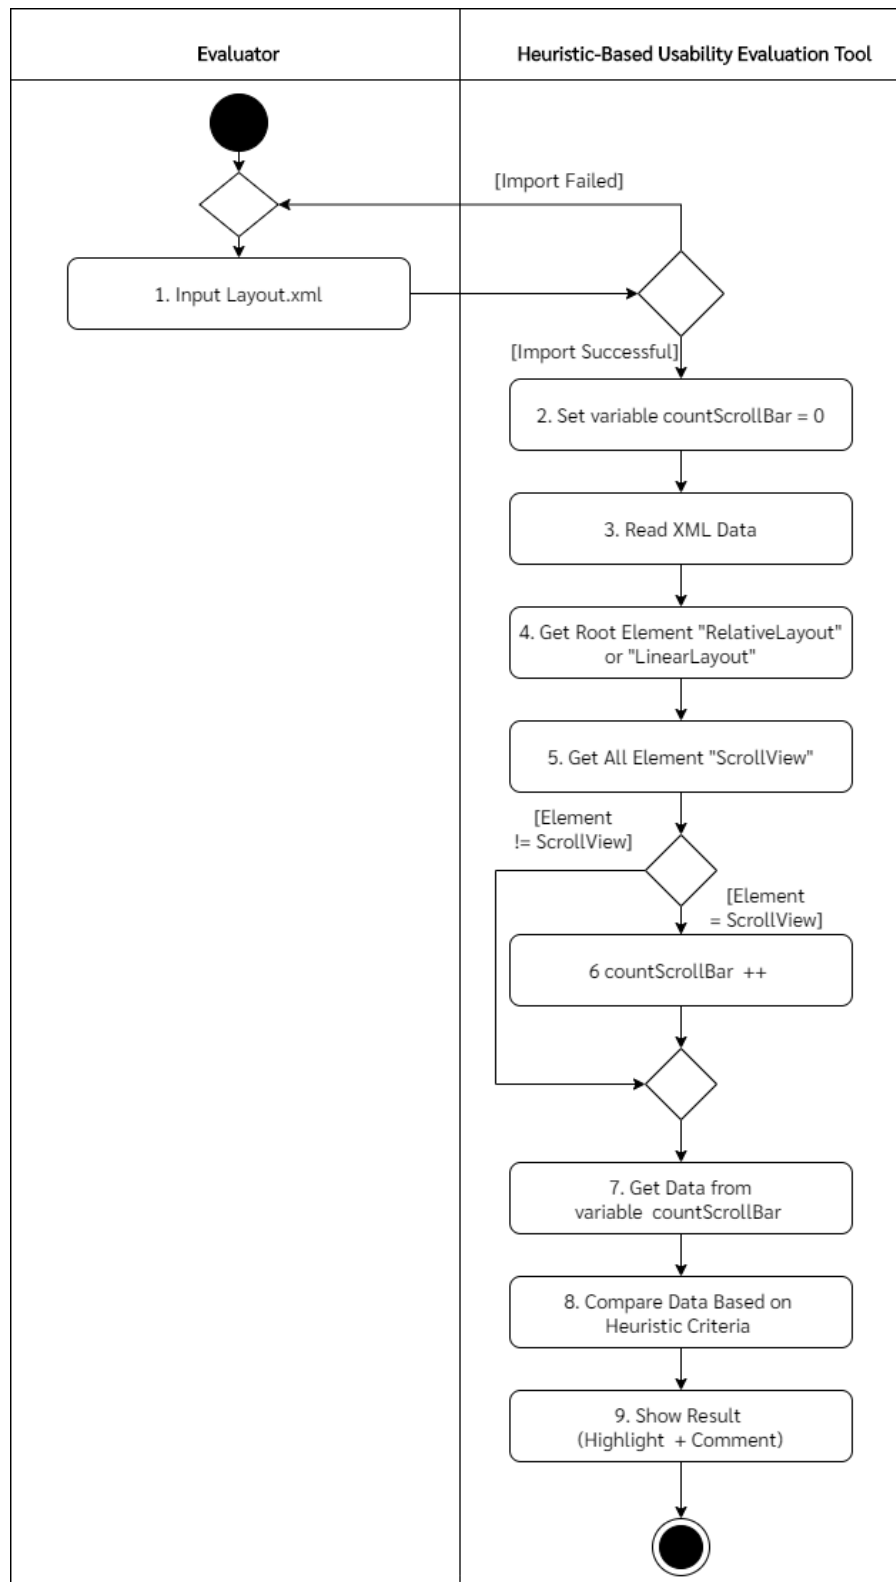 Evaluator
Heuristic-Based Usability Evaluation Tool
[Import Failed]
1. Input Layout.xml
[Import Successful]
2. Set variable countScrollBar = 0
3. Read XML Data
4. Get Root Element "RelativeLayout"
or "LinearLayout"
5. Get All Element "ScrollView"
[Element
!= ScrollView]
[Element
= ScrollView]
6 countScrollBar ++
7. Get Data from
variable countScrollBar
8. Compare Data Based on
Heuristic Criteria
9. Show Result
(Highlight + Comment)